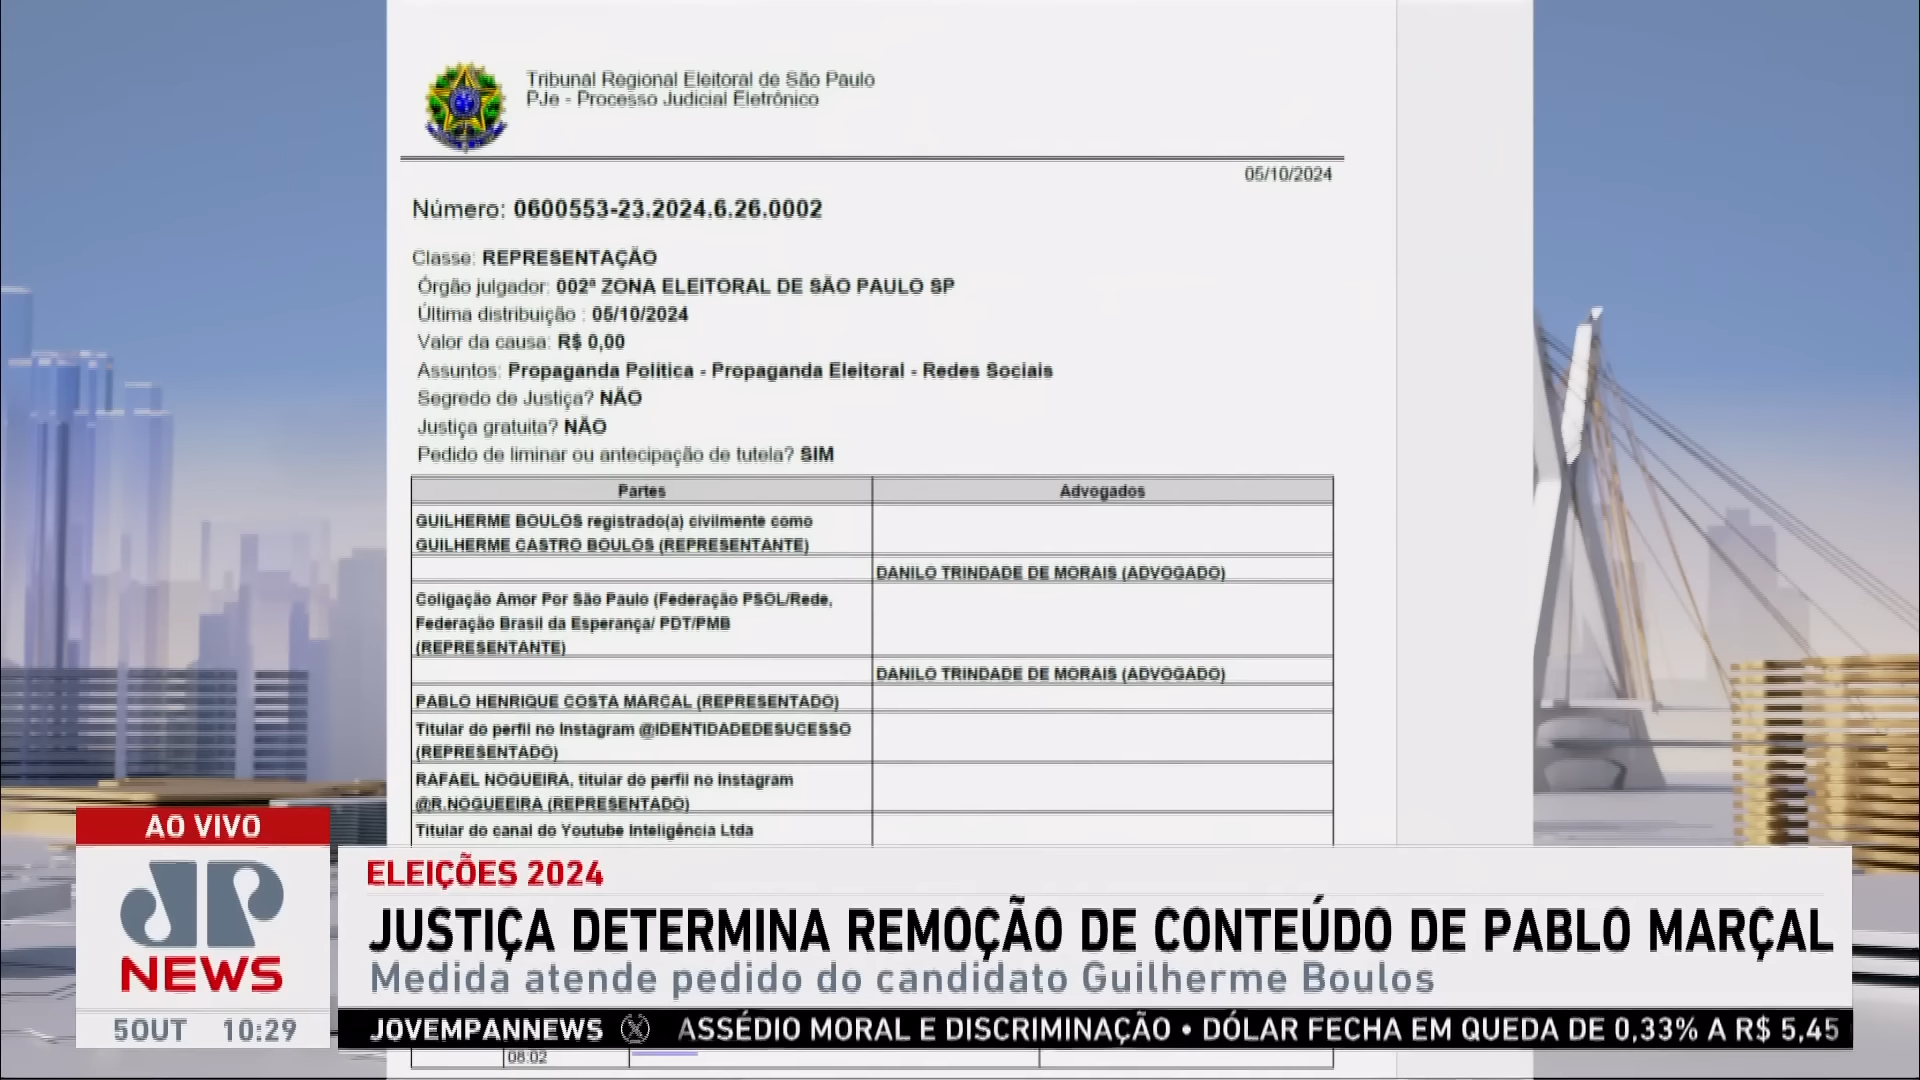 Tribunal Regional Eleitoral de São Paulo
PJe - Processo Judicial Eletrônico
05/10/2024
Número: 0600553-23.2024.6.26.0002
Classe: REPRESENTAÇÃO
Órgão julgador: 002ª ZONA ELEITORAL DE SÃO PAULO SP
Última distribuição : 05/10/2024
Valor da causa: R$ 0,00
Assuntos: Propaganda Política - Propaganda Eleitoral - Redes Sociais
Segredo de Justiça? NÃO
Justiça gratuita? NÃO
Pedido de liminar ou antecipação de tutela? SIM
Partes
Advogados
GUILHERME BOULOS registrado(a) civilmente como
GUILHERME CASTRO BOULOS (REPRESENTANTE)
DANILO TRINDADE DE MORAIS (ADVOGADO)
Coligação Amor Por São Paulo (Federação PSOL/Rede,
Federação Brasil da Esperança/ PDT/PMB
(REPRESENTANTE)
DANILO TRINDADE DE MORAIS (ADVOGADO)
PABLO HENRIQUE COSTA MARCAL (REPRESENTADO)
Titular do perfil no Instagram @IDENTIDADEDESUCESSO
(REPRESENTADO)
RAFAEL NOGUEIRA, titular do perfil no Instagram
@R.NOGUEEIRA (REPRESENTADO)
Titular do canal do Youtube Inteligência Ltda
AO VIVO
JP
NEWS
5OUT 10:29
ELEIÇÕES 2024
JUSTIÇA DETERMINA REMOÇÃO DE CONTEÚDO DE PABLO MARÇAL
Medida atende pedido do candidato Guilherme Boulos
JOVEMPANNEWS X ASSÉDIO MORAL E DISCRIMINAÇÃO • DÓLAR FECHA EM QUEDA DE 0,33% A R$ 5,45
08:02